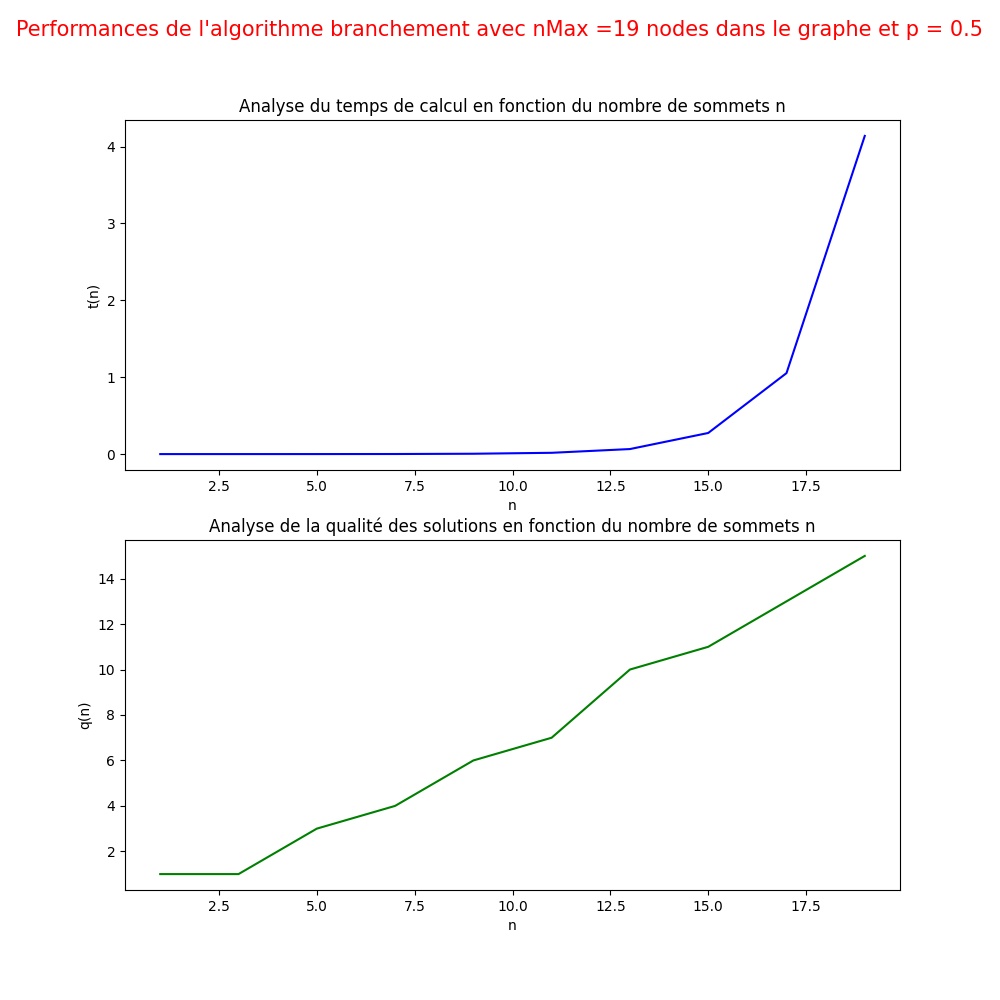 Performances de l'algorithme branchement avec nMax =19 nodes dans le graphe et p = 0.5
Analyse du temps de calcul en fonction du nombre de sommets n
4
3
2
1
0
t(n)
2.5 5.0 7.5 10.0 12.5 15.0 17.5
n
Analyse de la qualité des solutions en fonction du nombre de sommets n
14
12
10
8
6
4
2
q(n)
2.5 5.0 7.5 10.0 12.5 15.0 17.5
n